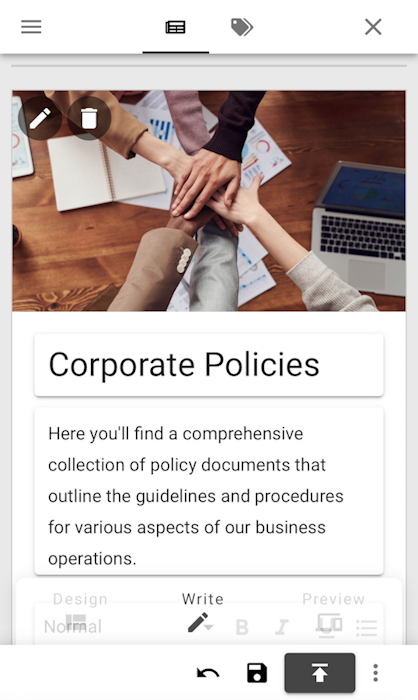 Corporate Policies
Here you'll find a comprehensive
collection of policy documents that
outline the guidelines and procedures
for various aspects of our business
operations.
Design Write Preview
Normal B I U